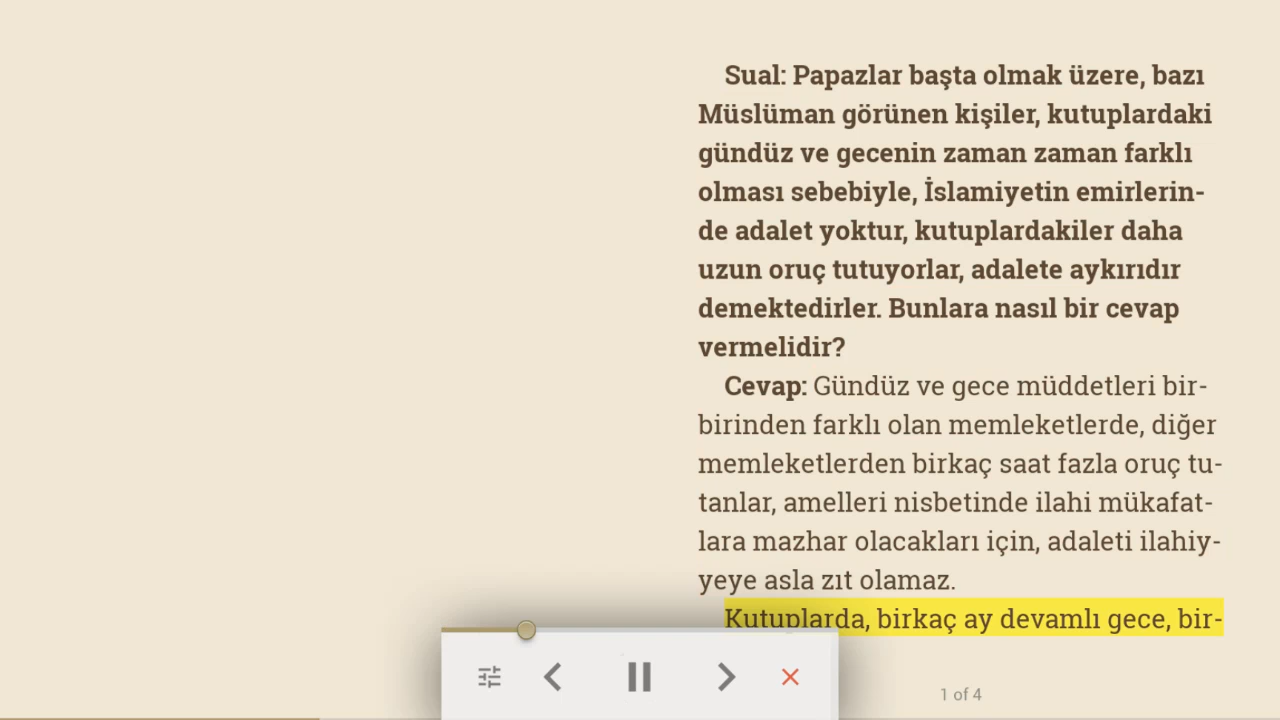 Sual: Papazlar başta olmak üzere, bazı
Müslüman görünen kişiler, kutuplardaki
gündüz ve gecenin zaman zaman farklı
olması sebebiyle, İslamiyetin emirlerin-
de adalet yoktur, kutuplardakiler daha
uzun oruç tutuyorlar, adalete aykırıdır
demektedirler. Bunlara nasıl bir cevap
vermelidir?
Cevap: Gündüz ve gece müddetleri bir-
birinden farklı olan memleketlerde, diğer
memleketlerden birkaç saat fazla oruç tu-
tanlar, amelleri nisbetinde ilahi mükafat-
lara mazhar olacakları için, adaleti ilahiy-
yeye asla zıt olamaz.
Kutuplarda, birkaç ay devamlı gece, bir-
1 of 4